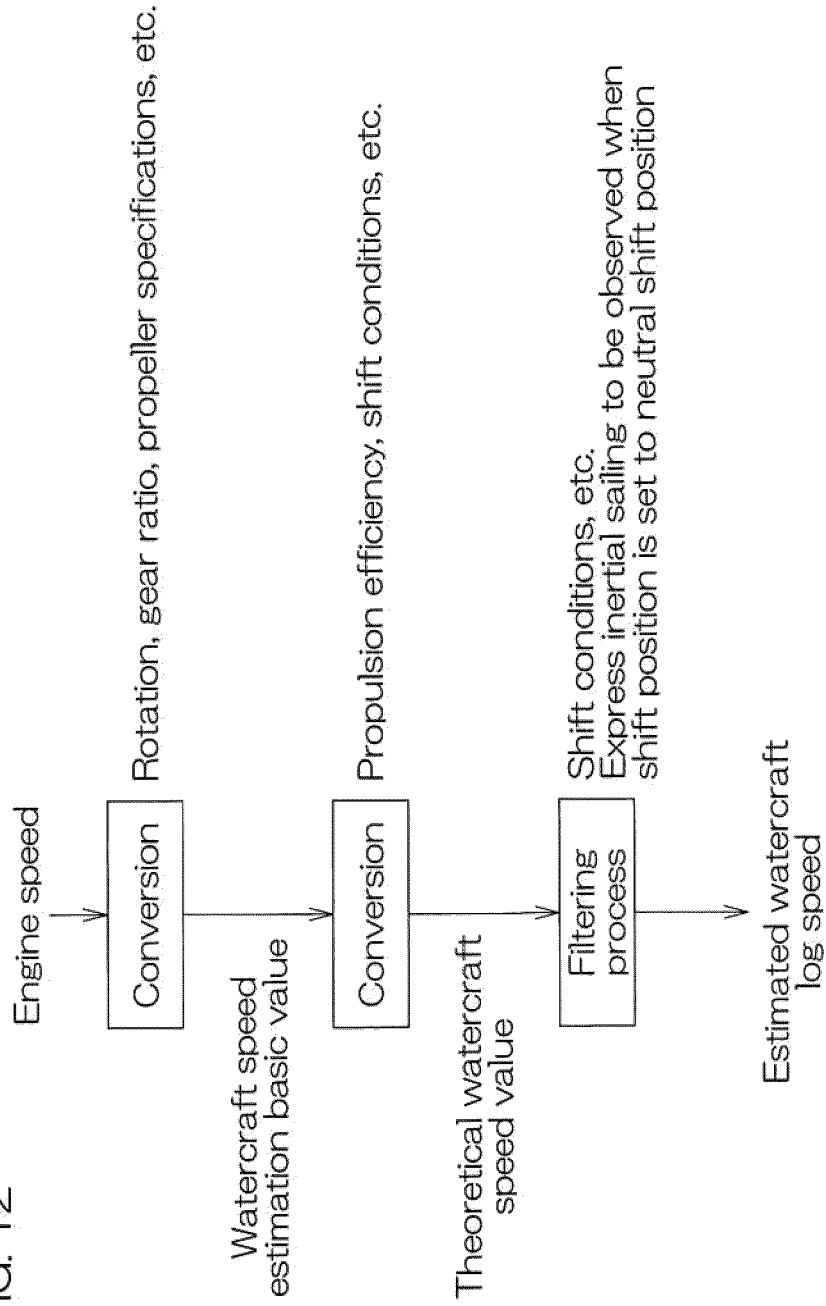 IG. 12
Engine speed
Conversion
Rotation, gear ratio, propeller specifications, etc.
Watercraft speed
estimation basic value
Conversion
Propulsion efficiency, shift conditions, etc.
Theoretical watercraft
speed value
Filtering
process
Shift conditions, etc.
Express inertial sailing to be observed when
shift position is set to neutral shift position
Estimated watercraft
log speed